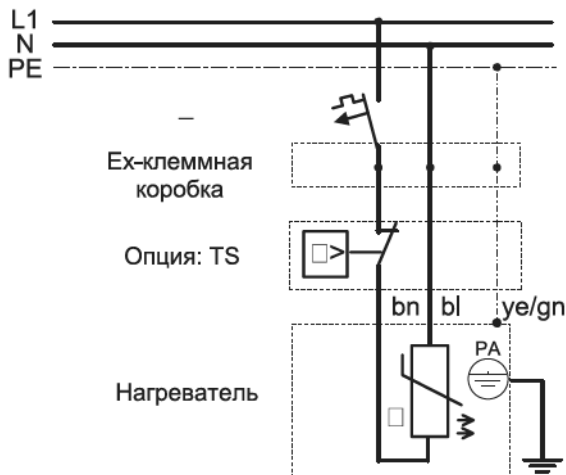 L1
N
PE
–
Ex-клеммная
коробка
Опция: TS
□>
bn bl ye/gn
PA
Нагреватель
□